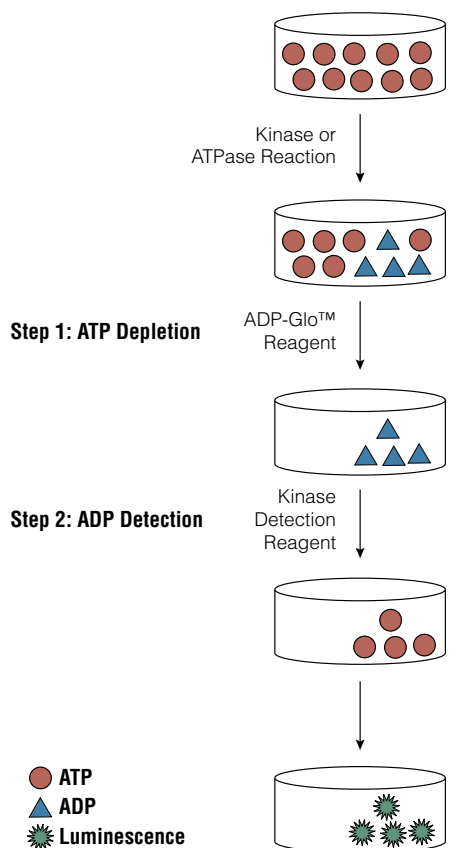 Kinase or
ATPase Reaction
Step 1: ATP Depletion
ADP-Glo™
Reagent
Step 2: ADP Detection
Kinase
Detection
Reagent
ATP
ADP
Luminescence